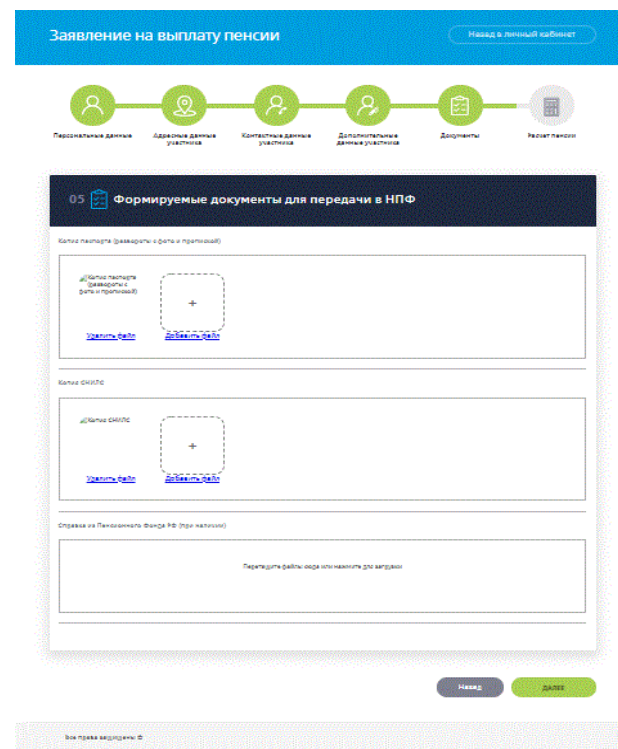 Заявление на выплату пенсии
Назад в личный кабинет
Персональные данные
Адресные данные
участника
Контактные данные
участника
Дополнительные
данные участника
Документы
Расчет пенсии
05 Формируемые документы для передачи в НПФ
Копия паспорта (развороты с фото и пропиской)
Копия паспорта
(развороты с
фото и пропиской)
+
Удалить файл
Добавить файл
Копия СНИЛС
Копия СНИЛС
+
Удалить файл
Добавить файл
Справка из Пенсионного Фонда РФ (при наличии)
Перетащите файлы сюда или нажмите для загрузки
Назад
ДАЛЕЕ
Все права защищены ©